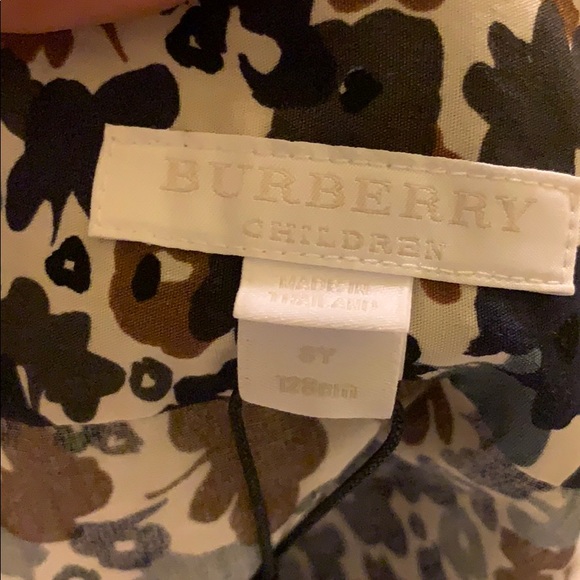 BURBERRY
CHILDREN
MADE IN
THAILAND
8Y
128cm